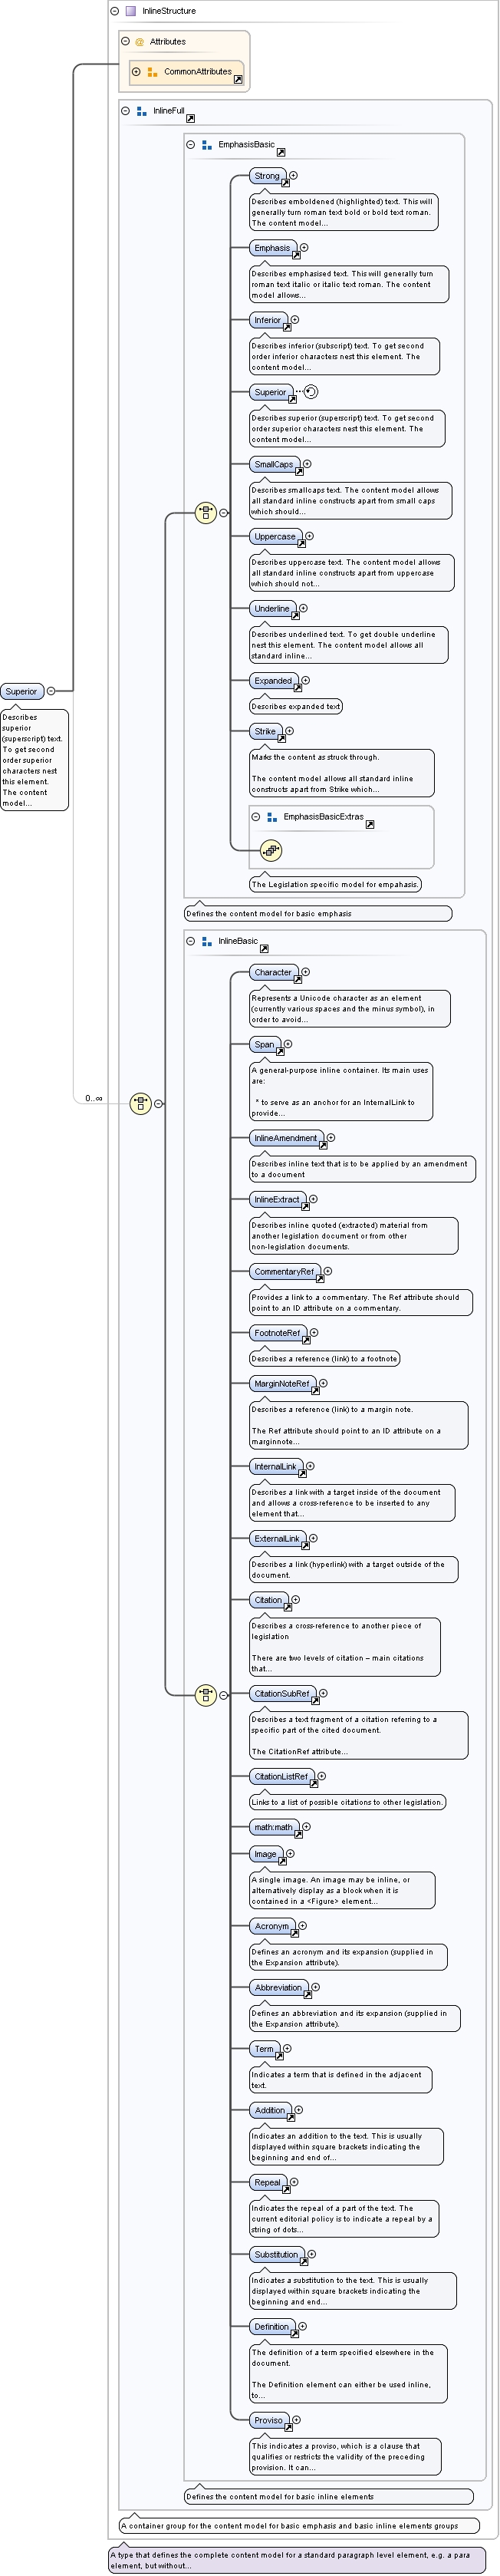 InlineStructure
@ Attributes
CommonAttributes
InlineFull
EmphasisBasic
Strong
Describes emboldened (highlighted) text. This will
generally turn roman text bold or bold text roman.
The content model...
Emphasis
Describes emphasised text. This will generally turn
roman text italic or italic text roman. The content
model allows...
Inferior
Describes inferior (subscript) text. To get second
order inferior characters nest this element. The
content model...
Superior
Describes superior (superscript) text. To get second
order superior characters nest this element. The
content model...
SmallCaps
Describes smallcaps text. The content model allows
all standard inline constructs apart from small caps
which should...
Uppercase
Describes uppercase text. The content model allows
all standard inline constructs apart from uppercase
which should not...
Underline
Describes underlined text. To get double underline
nest this element. The content model allows all
standard inline...
Expanded
Describes expanded text
Strike
Marks the content as struck through.
The content model allows all standard inline
constructs apart from Strike which...
EmphasisBasicExtras
The Legislation specific model for empahasis.
Defines the content model for basic emphasis
Superior
Describes
superior
(superscript) text.
To get second
order superior
characters nest
this element.
The content
model...
0..∞
InlineBasic
Character
Represents a Unicode character as an element
(currently various spaces and the minus symbol), in
order to avoid...
Span
A general-purpose inline container. Its main uses
are:
* to serve as an anchor for an InternalLink to
provide...
InlineAmendment
Describes inline text that is to be applied by an amendment
to a document
InlineExtract
Describes inline quoted (extracted) material from
another legislation document or from other
non-legislation documents.
CommentaryRef
Provides a link to a commentary. The Ref attribute should
point to an ID attribute on a commentary.
FootnoteRef
Describes a reference (link) to a footnote
MarginNoteRef
Describes a reference (link) to a margin note.
The Ref attribute should point to an ID attribute on a
marginnote...
InternalLink
Describes a link with a target inside of the document
and allows a cross-reference to be inserted to any
element that...
ExternalLink
Describes a link (hyperlink) with a target outside of the
document.
Citation
Describes a cross-reference to another piece of
legislation
There are two levels of citation – main citations
that...
CitationSubRef
Describes a text fragment of a citation referring to a
specific part of the cited document.
The CitationRef attribute...
CitationListRef
Links to a list of possible citations to other legislation.
math:math
Image
A single image. An image may be inline, or
alternatively display as a block when it is
contained in a <Figure> element...
Acronym
Defines an acronym and its expansion (supplied in
the Expansion attribute).
Abbreviation
Defines an abbreviation and its expansion (supplied in
the Expansion attribute).
Term
Indicates a term that is defined in the adjacent
text.
Addition
Indicates an addition to the text. This is usually
displayed within square brackets indicating the
beginning and end of...
Repeal
Indicates the repeal of a part of the text. The
current editorial policy is to indicate a repeal by a
string of dots...
Substitution
Indicates a substitution to the text. This is usually
displayed within square brackets indicating the
beginning and end...
Definition
The definition of a term specified elsewhere in the
document.
The Definition element can either be used inline,
to...
Proviso
This indicates a proviso, which is a clause that
qualifies or restricts the validity of the preceding
provision. It can...
Defines the content model for basic inline elements
A container group for the content model for basic emphasis and basic inline elements groups
A type that defines the complete content model for a standard paragraph level element, e.g. a para
element, but without...